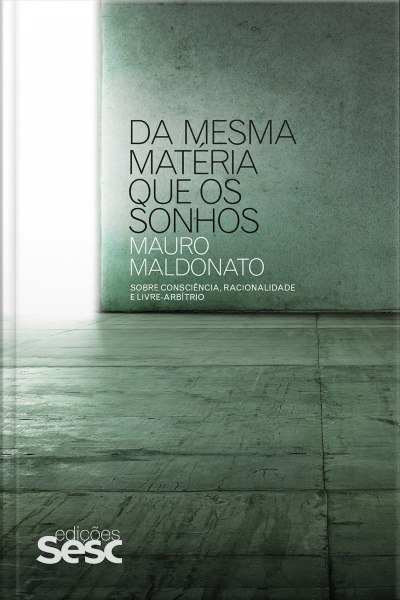 DA MESMA
MATÉRIA
QUE OS
SONHOS
MAURO
MALDONATO
SOBRE CONSCIÊNCIA, RACIONALIDADE
E LIVRE-ARBÍTRIO
edições
Sesc